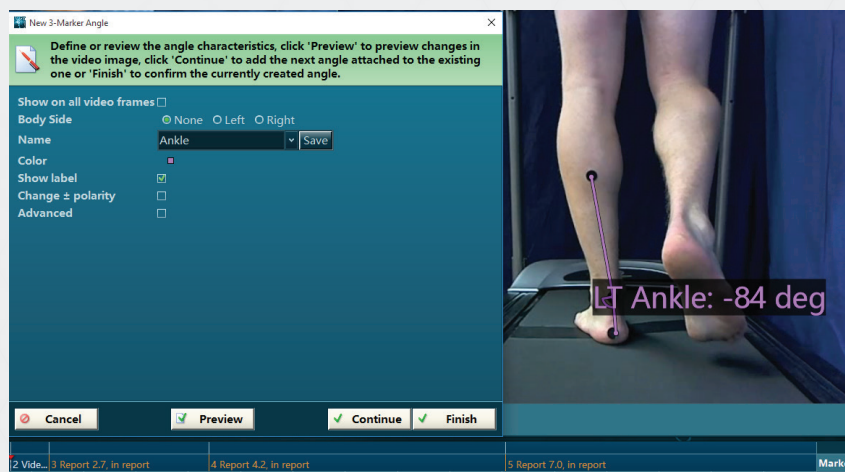 New 3-Marker Angle
Define or review the angle characteristics, click 'Preview' to preview changes in
the video image, click 'Continue' to add the next angle attached to the existing
one or 'Finish' to confirm the currently created angle.
Show on all video frames
Body Side None Left Right
Name Ankle Save
Color
Show label
Change ± polarity
Advanced
LT Ankle: -84 deg
Cancel Preview Continue Finish
2 Vide... 3 Report 2.7, in report 4 Report 4.2, in report 5 Report 7.0, in report